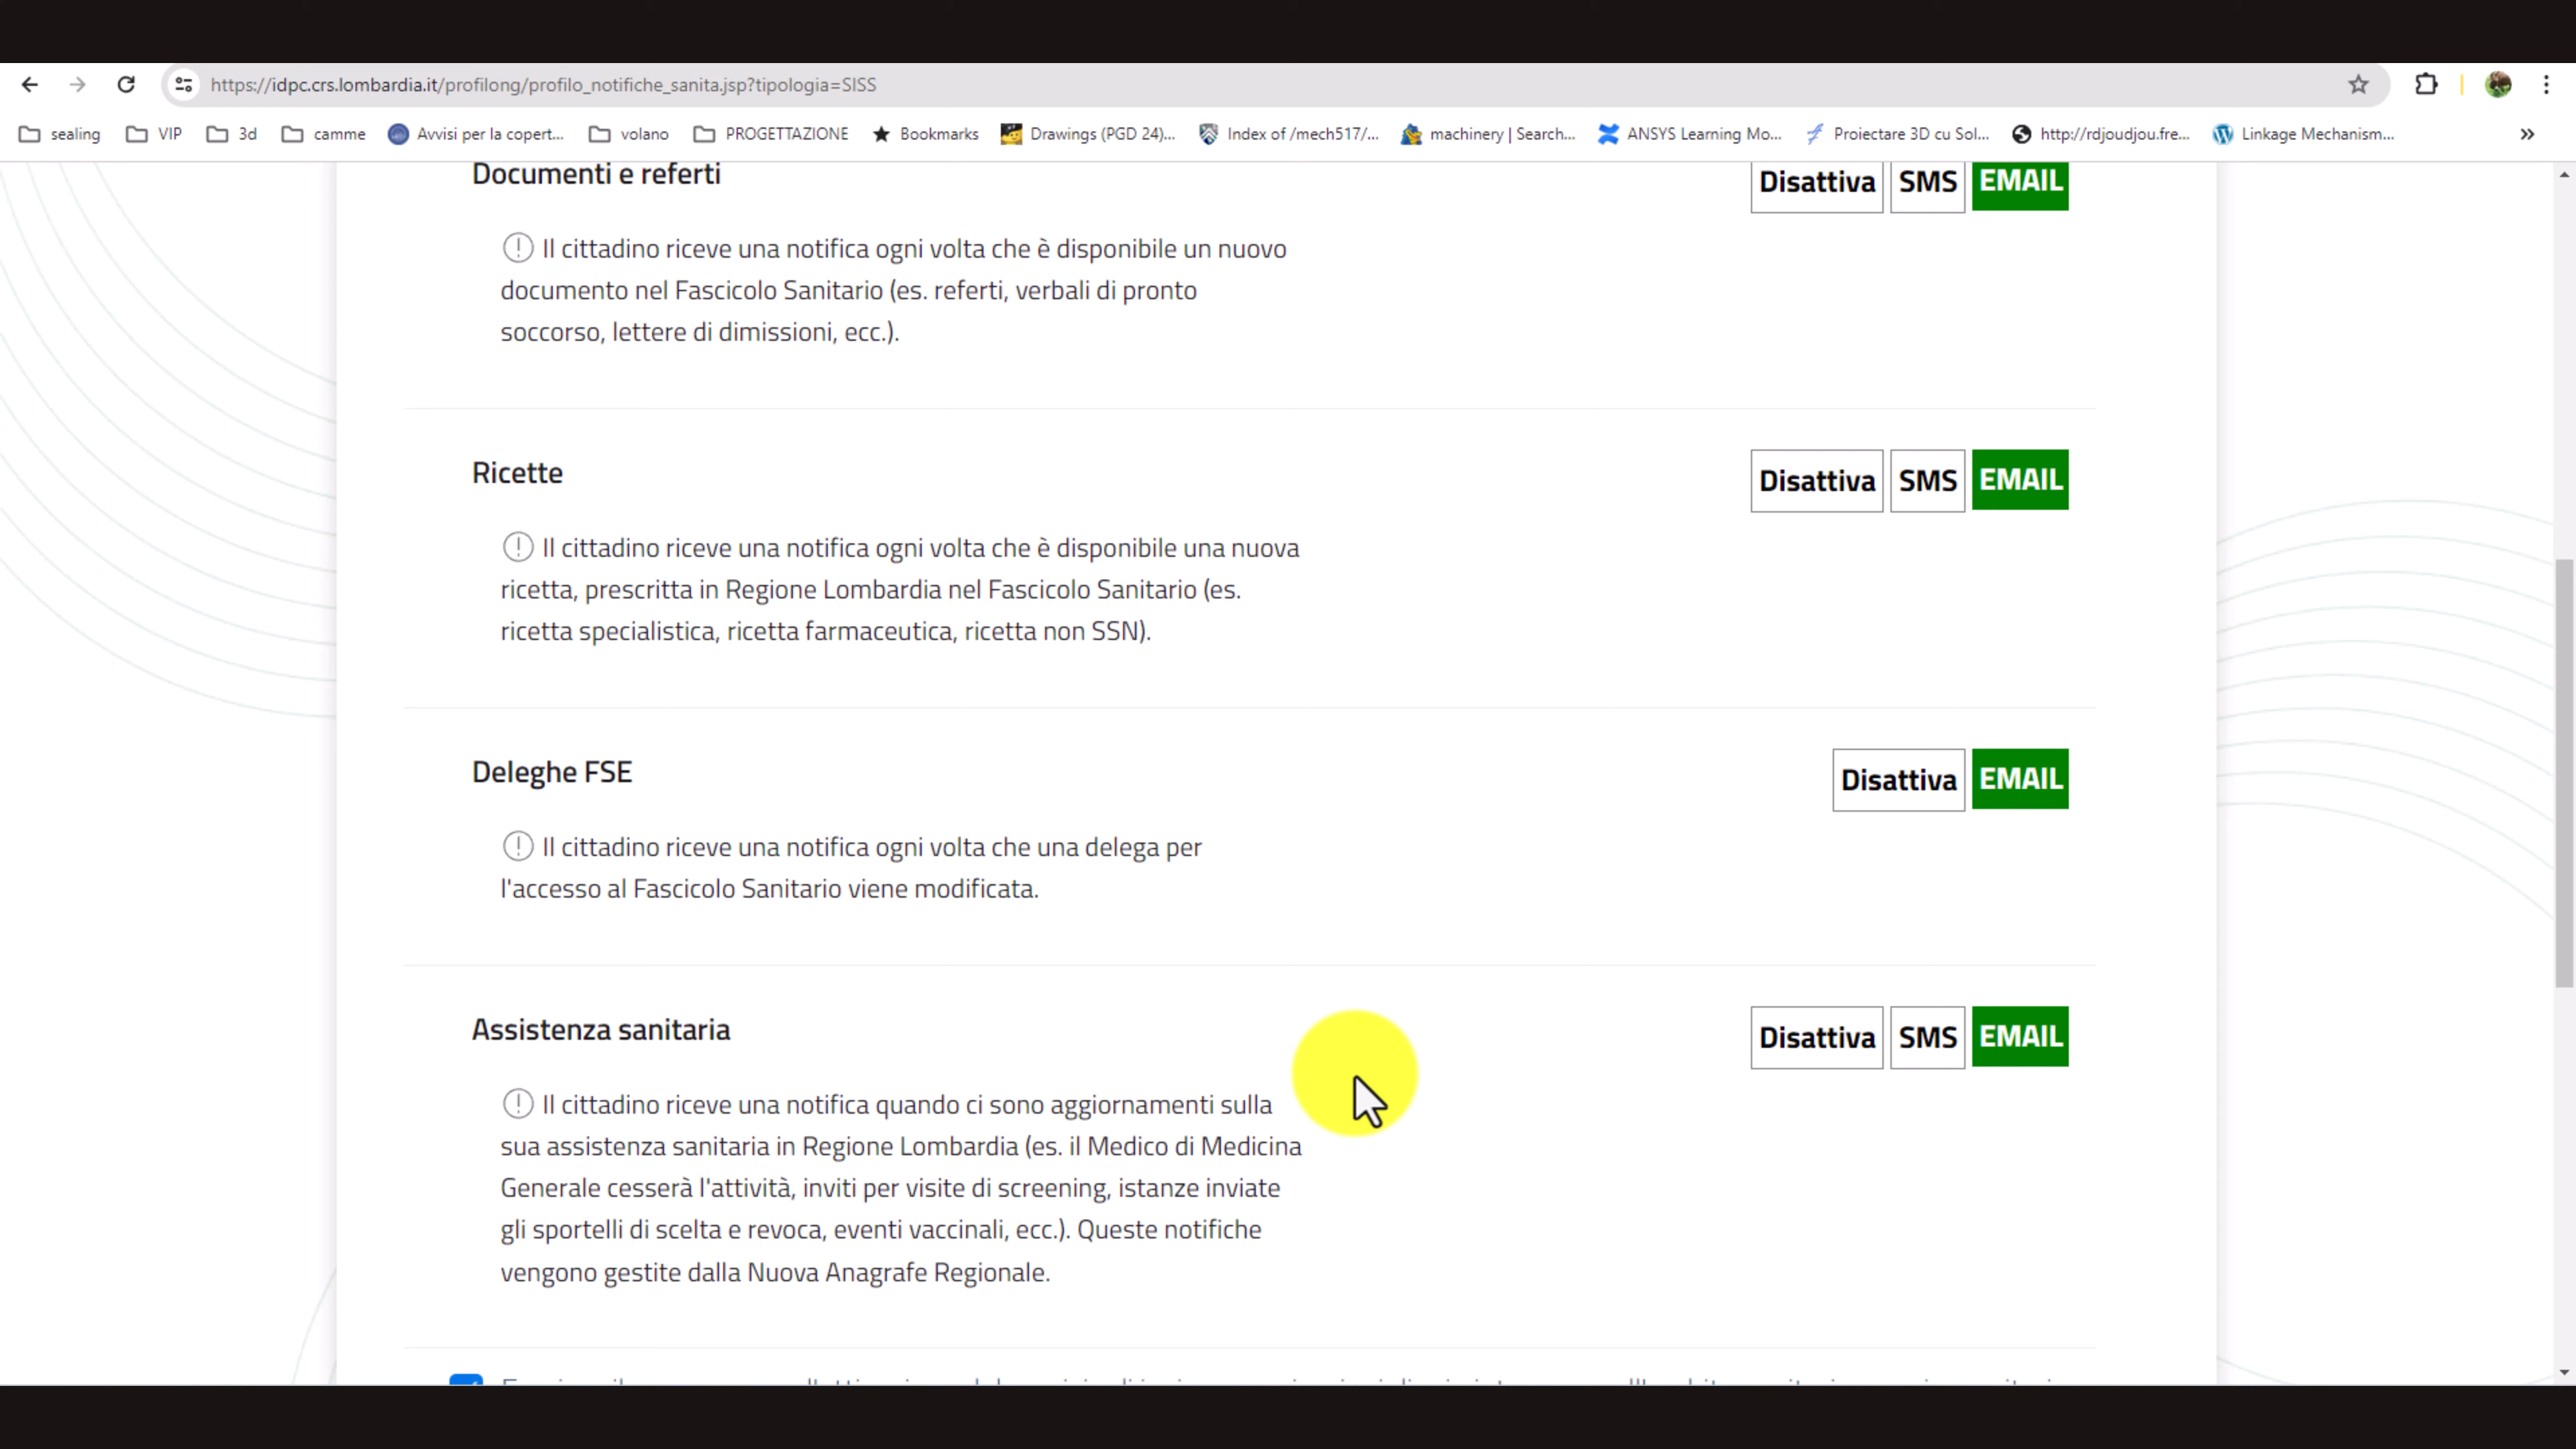 https://idpc.crs.lombardia.it/profilong/profilo_notifiche_sanita.jsp?tipologia=SISS
sealing VIP 3d camme Avvisi per la copert... volano PROGETTAZIONE Bookmarks Drawings (PGD 24)... Index of /mech517/... machinery | Search... ANSYS Learning Mo... Proiectare 3D cu Sol... http://rdjoudjou.fre... Linkage Mechanism... »
Documenti e referti Disattiva SMS EMAIL
Il cittadino riceve una notifica ogni volta che è disponibile un nuovo
documento nel Fascicolo Sanitario (es. referti, verbali di pronto
soccorso, lettere di dimissioni, ecc.).
Ricette Disattiva SMS EMAIL
Il cittadino riceve una notifica ogni volta che è disponibile una nuova
ricetta, prescritta in Regione Lombardia nel Fascicolo Sanitario (es.
ricetta specialistica, ricetta farmaceutica, ricetta non SSN).
Deleghe FSE Disattiva EMAIL
Il cittadino riceve una notifica ogni volta che una delega per
l'accesso al Fascicolo Sanitario viene modificata.
Assistenza sanitaria Disattiva SMS EMAIL
Il cittadino riceve una notifica quando ci sono aggiornamenti sulla
sua assistenza sanitaria in Regione Lombardia (es. il Medico di Medicina
Generale cesserà l'attività, inviti per visite di screening, istanze inviate
gli sportelli di scelta e revoca, eventi vaccinali, ecc.). Queste notifiche
vengono gestite dalla Nuova Anagrafe Regionale.